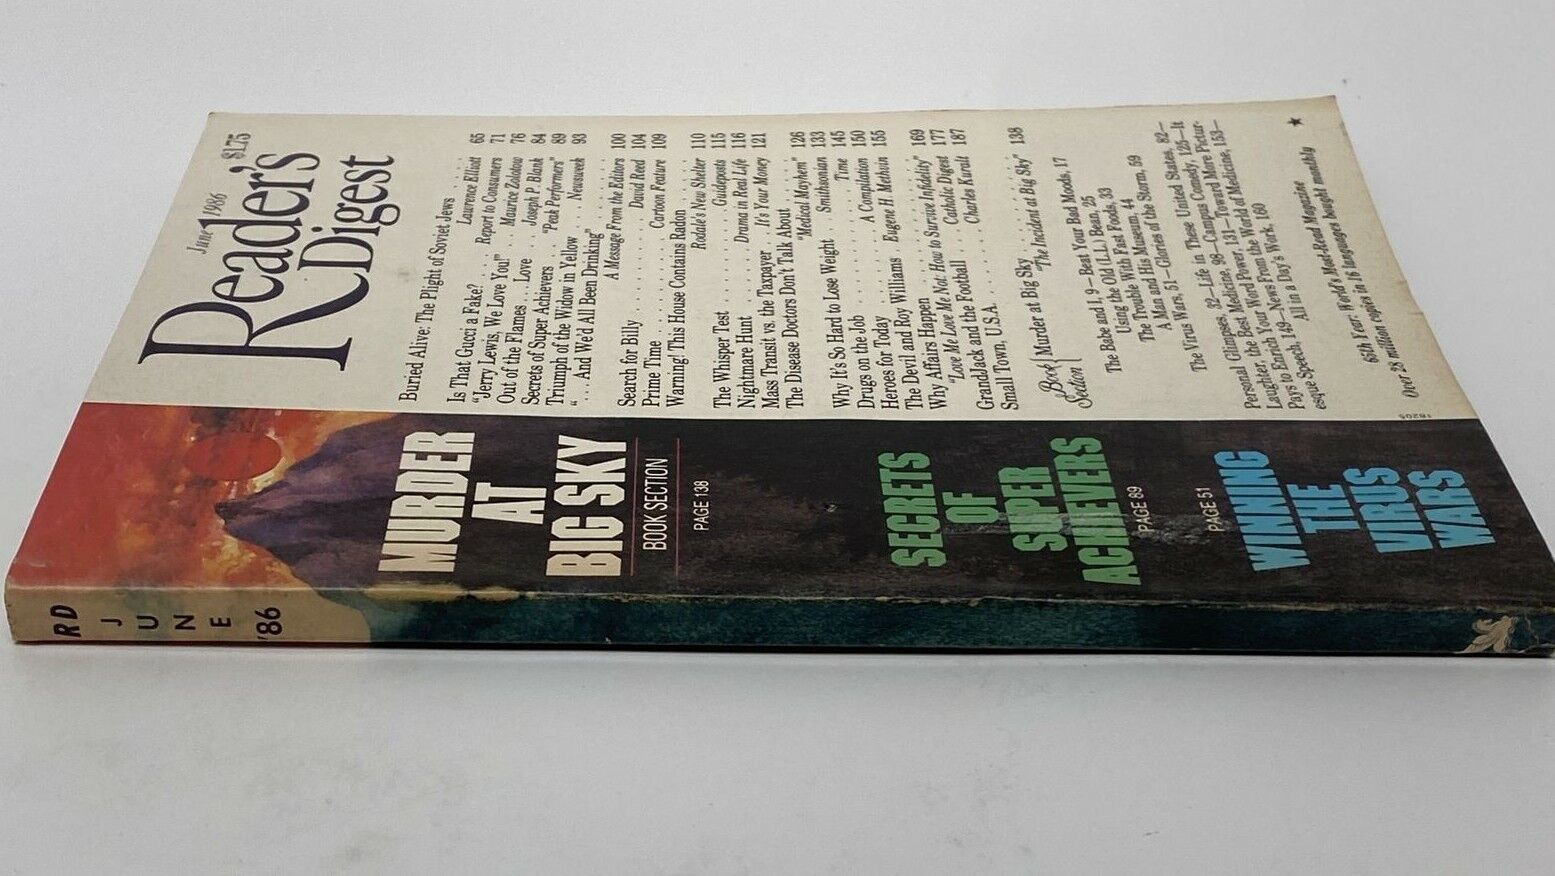 June 1986 $1.75
Reader's
Digest
Buried Alive: The Plight of Soviet Jews
Laurence Elliott 65
Is That Gucci a Fake? Report to Consumers 71
"Jerry Lewis, We Love You!" Maurice Zolotow 76
Out of the Flames . . . Love Joseph P. Blank 84
Secrets of Super Achievers "Peak Performers" 89
Triumph of the Widow in Yellow Newsweek 93
". . . And We'd All Been Drinking"
A Message From the Editors 100
Search for Billy David Reed 104
Prime Time Cartoon Feature 109
Warning! This House Contains Radon
Rodale's New Shelter 110
The Whisper Test Guideposts 115
Nightmare Hunt Drama in Real Life 116
Mass Transit vs. the Taxpayer It's Your Money 121
The Disease Doctors Don't Talk About
"Medical Mayhem" 126
Why It's So Hard to Lose Weight Smithsonian 133
Drugs on the Job Time 145
Heroes for Today A Compilation 150
The Devil and Roy Williams Eugene H. Methvin 155
Why Affairs Happen
"Love Me Love Me Not: How to Survive Infidelity" 169
GrandJack and the Football Catholic Digest 177
Small Town, U.S.A. Charles Kuralt 187
Book Section { Murder at Big Sky
"The Incident at Big Sky" 138
The Babe and I, 9—Beat Your Bad Moods, 17
Using the Old (L.L.) Bean, 25
The Trouble With Fast Foods, 33
A Man and His Museum, 44
The Virus Wars, 51—Glories of the Storm, 59
Personal Glimpses, 32—Life in These United States, 82—
Laughter, the Best Medicine, 98—Campus Comedy, 125—It
Pays to Enrich Your Word Power, 131—Toward More Pictur-
esque Speech, 149—News From the World of Medicine, 153—
All in a Day's Work, 160
65th Year: World's Most-Read Magazine
Over 28 million copies in 16 languages bought monthly
18205
MURDER
AT
BIG SKY
BOOK SECTION
PAGE 138
SECRETS
OF
SUPER
ACHIEVERS
PAGE 89
PAGE 51
WINNING
THE
VIRUS
WARS
RD
JUNE
'86